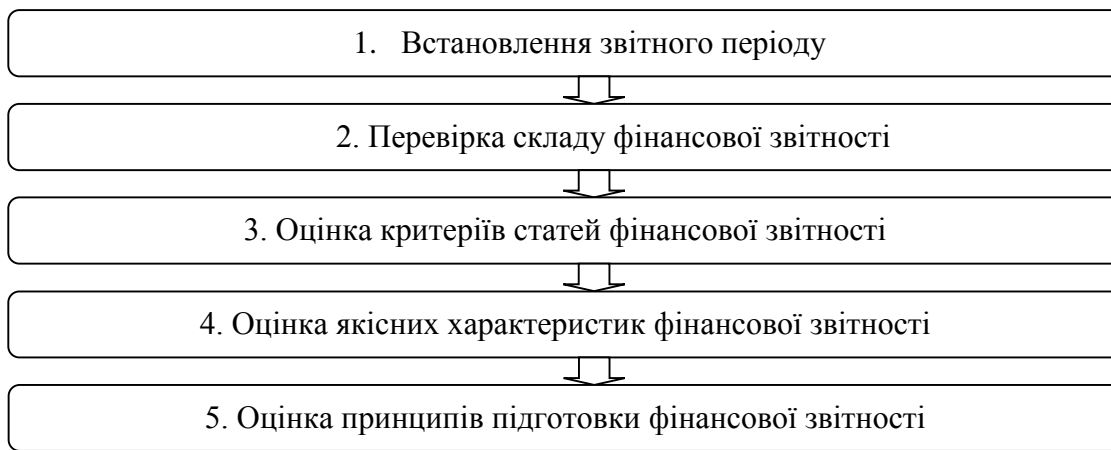 1. Встановлення звітного періоду
2. Перевірка складу фінансової звітності
3. Оцінка критеріїв статей фінансової звітності
4. Оцінка якісних характеристик фінансової звітності
5. Оцінка принципів підготовки фінансової звітності